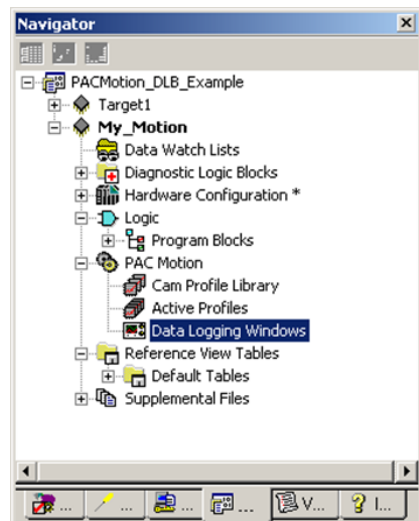 Navigator
PACMotion_DLB_Example
Target1
My_Motion
Data Watch Lists
Diagnostic Logic Blocks
Hardware Configuration *
Logic
Program Blocks
PAC Motion
Cam Profile Library
Active Profiles
Data Logging Windows
Reference View Tables
Default Tables
Supplemental Files
... ... ... ... V... I...